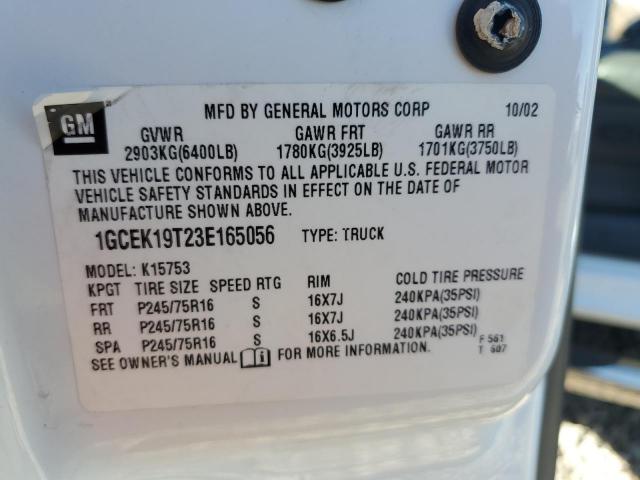 GM MFD BY GENERAL MOTORS CORP 10/02
GVWR GAWR FRT GAWR RR
2903KG(6400LB) 1780KG(3925LB) 1701KG(3750LB)
THIS VEHICLE CONFORMS TO ALL APPLICABLE U.S. FEDERAL MOTOR
VEHICLE SAFETY STANDARDS IN EFFECT ON THE DATE OF
MANUFACTURE SHOWN ABOVE.
1GCEK19T23E165056 TYPE: TRUCK
MODEL: K15753
KPGT TIRE SIZE SPEED RTG RIM COLD TIRE PRESSURE
FRT P245/75R16 S 16X7J 240KPA(35PSI)
RR P245/75R16 S 16X7J 240KPA(35PSI)
SPA P245/75R16 S 16X6.5J 240KPA(35PSI)
SEE OWNER'S MANUAL i FOR MORE INFORMATION.
F 561
T 607